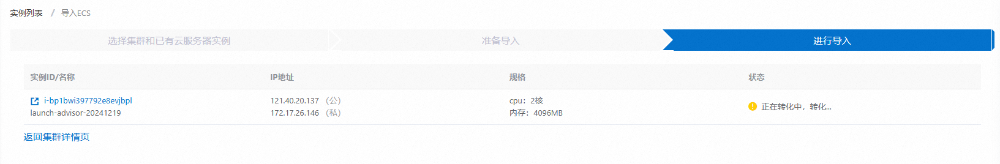 实例列表 / 导入ECS
选择集群和已有云服务器实例 准备导入 进行导入
实例ID/名称 IP地址 规格 状态
i-bp1bwi397792e8evjbpl 121.40.20.137 （公） cpu：2核
launch-advisor-20241219 172.17.26.146 （私） 内存：4096MB
正在转化中，转化...
返回集群详情页